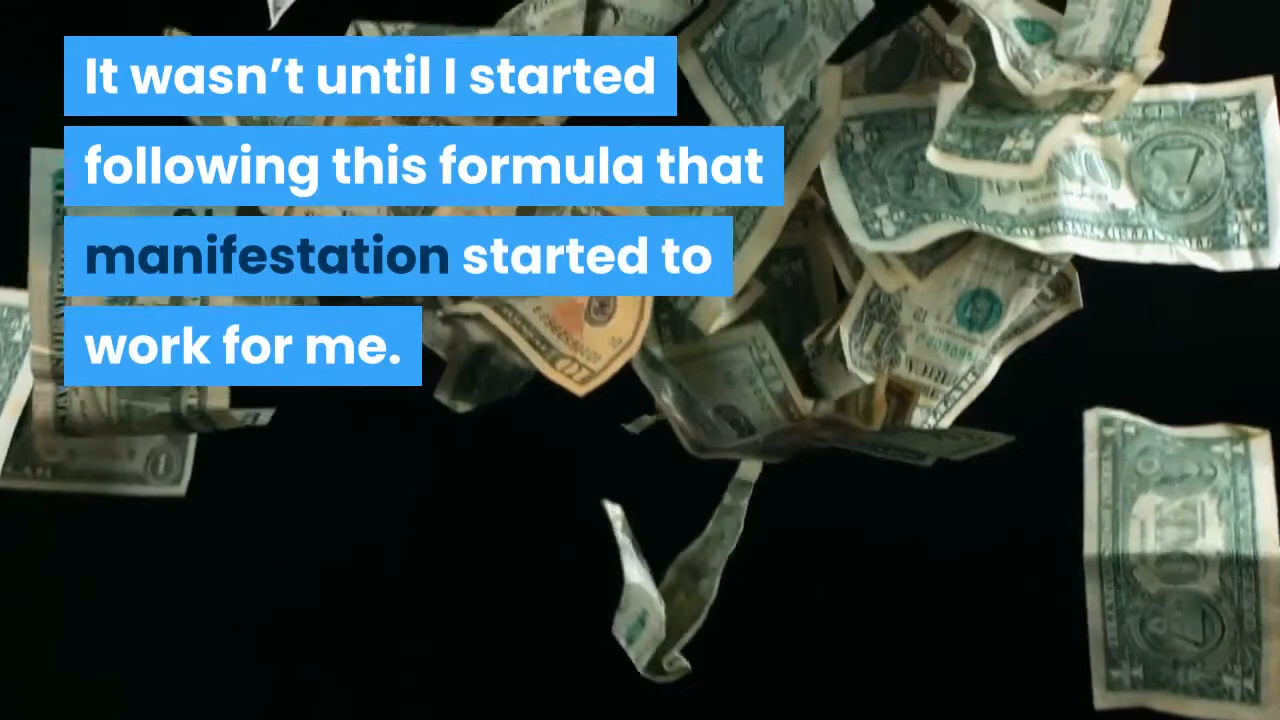 It wasn’t until I started
following this formula that
manifestation started to
work for me.